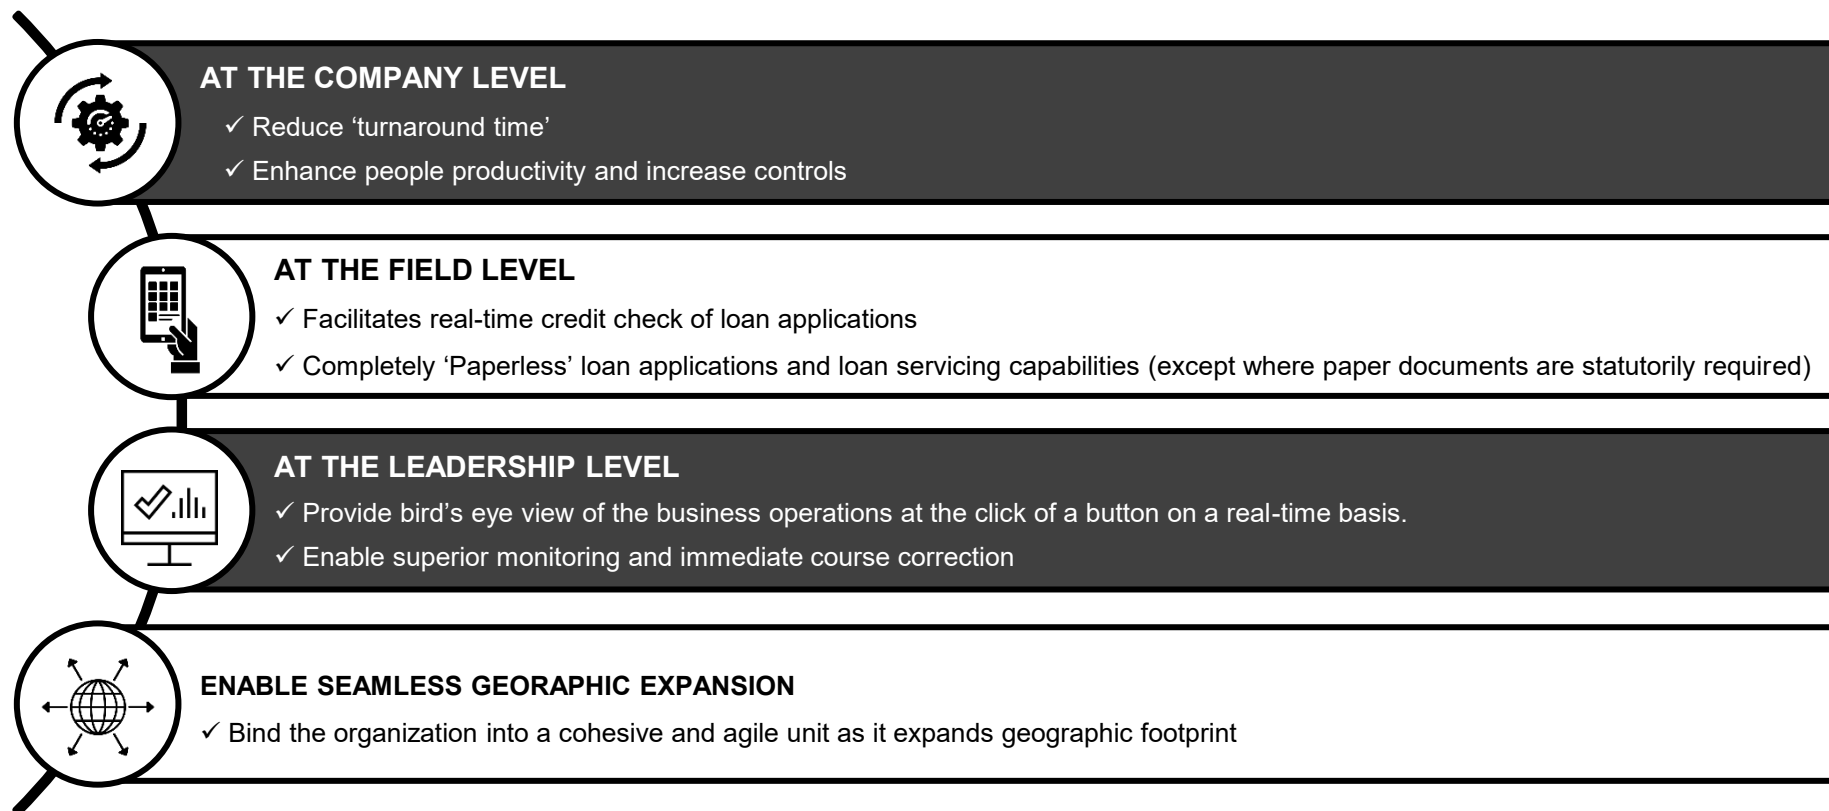 AT THE COMPANY LEVEL
✓ Reduce ‘turnaround time’
✓ Enhance people productivity and increase controls
AT THE FIELD LEVEL
✓ Facilitates real-time credit check of loan applications
✓ Completely ‘Paperless’ loan applications and loan servicing capabilities (except where paper documents are statutorily required)
AT THE LEADERSHIP LEVEL
✓ Provide bird’s eye view of the business operations at the click of a button on a real-time basis.
✓ Enable superior monitoring and immediate course correction
ENABLE SEAMLESS GEORAPHIC EXPANSION
✓ Bind the organization into a cohesive and agile unit as it expands geographic footprint